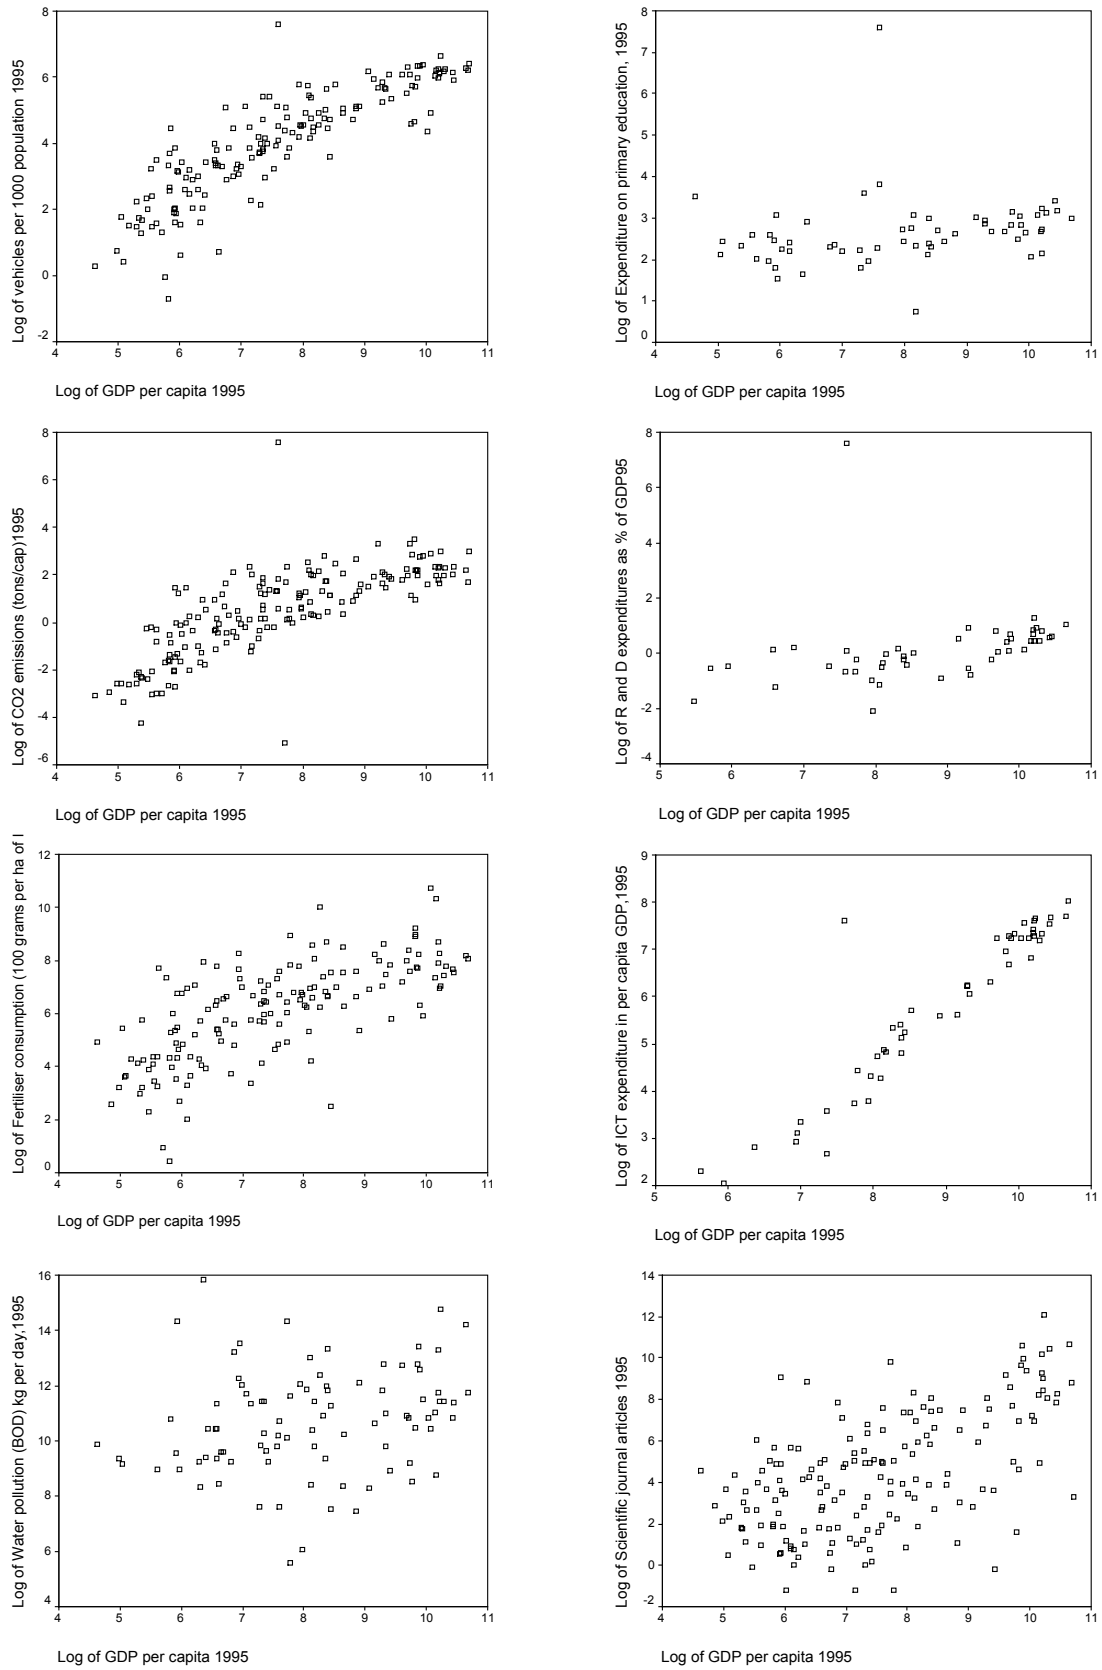 8
6
4
2
0
-2
4 5 6 7 8 9 10 11
Log of vehicles per 1000 population 1995
Log of GDP per capita 1995
8
7
6
5
4
3
2
1
0
4 5 6 7 8 9 10 11
Log of Expenditure on primary education, 1995
Log of GDP per capita 1995
8
6
4
2
0
-2
-4
-6
4 5 6 7 8 9 10 11
Log of CO2 emissions (tons/cap)1995
Log of GDP per capita 1995
8
6
4
2
0
-2
-4
5 6 7 8 9 10 11
Log of R and D expenditures as % of GDP95
Log of GDP per capita 1995
12
10
8
6
4
2
0
4 5 6 7 8 9 10 11
Log of Fertiliser consumption (100 grams per ha of l
Log of GDP per capita 1995
9
8
7
6
5
4
3
2
5 6 7 8 9 10 11
Log of ICT expenditure in per capita GDP,1995
Log of GDP per capita 1995
16
14
12
10
8
6
4
4 5 6 7 8 9 10 11
Log of Water pollution (BOD) kg per day,1995
Log of GDP per capita 1995
14
12
10
8
6
4
2
0
-2
4 5 6 7 8 9 10 11
Log of Scientific journal articles 1995
Log of GDP per capita 1995